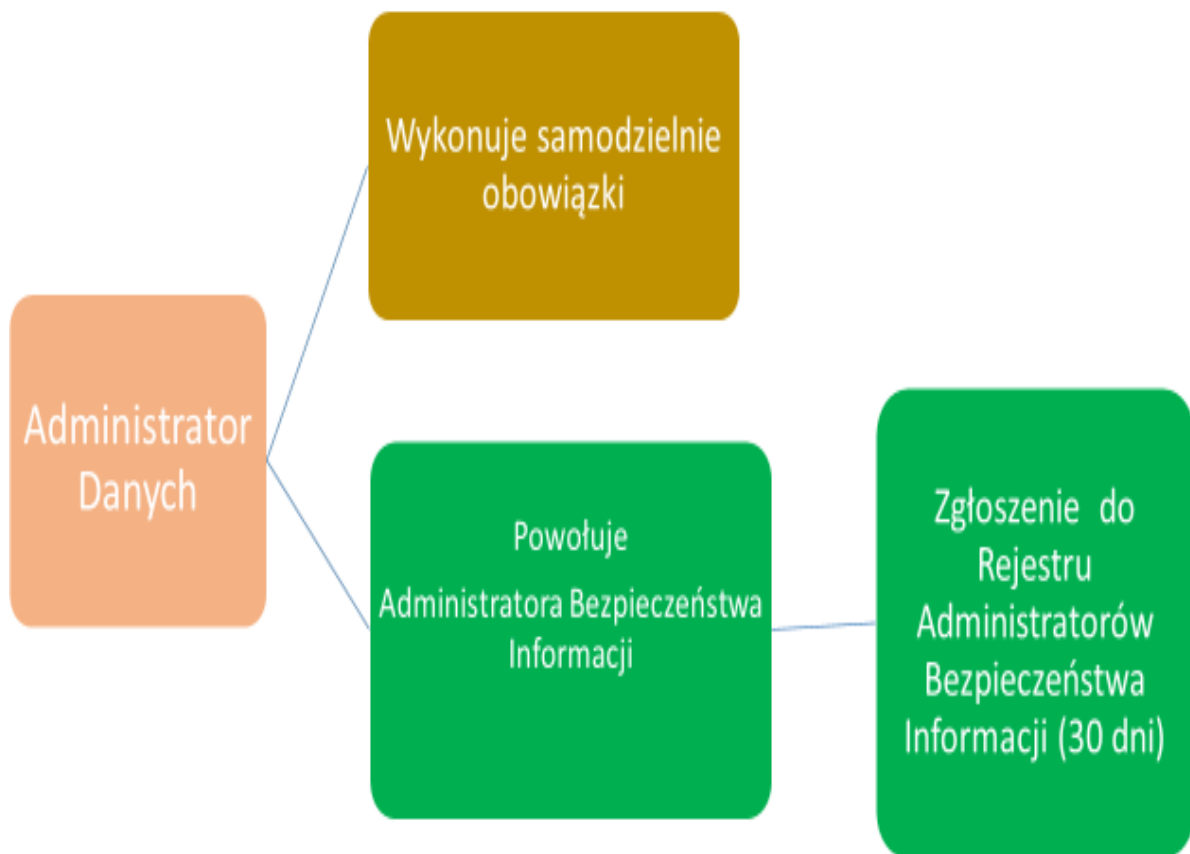 Wykonuje samodzielnie
obowiązki
Administrator
Danych
Powołuje
Administratora Bezpieczeństwa
Informacji
Zgłoszenie do
Rejestru
Administratorów
Bezpieczeństwa
Informacji (30 dni)